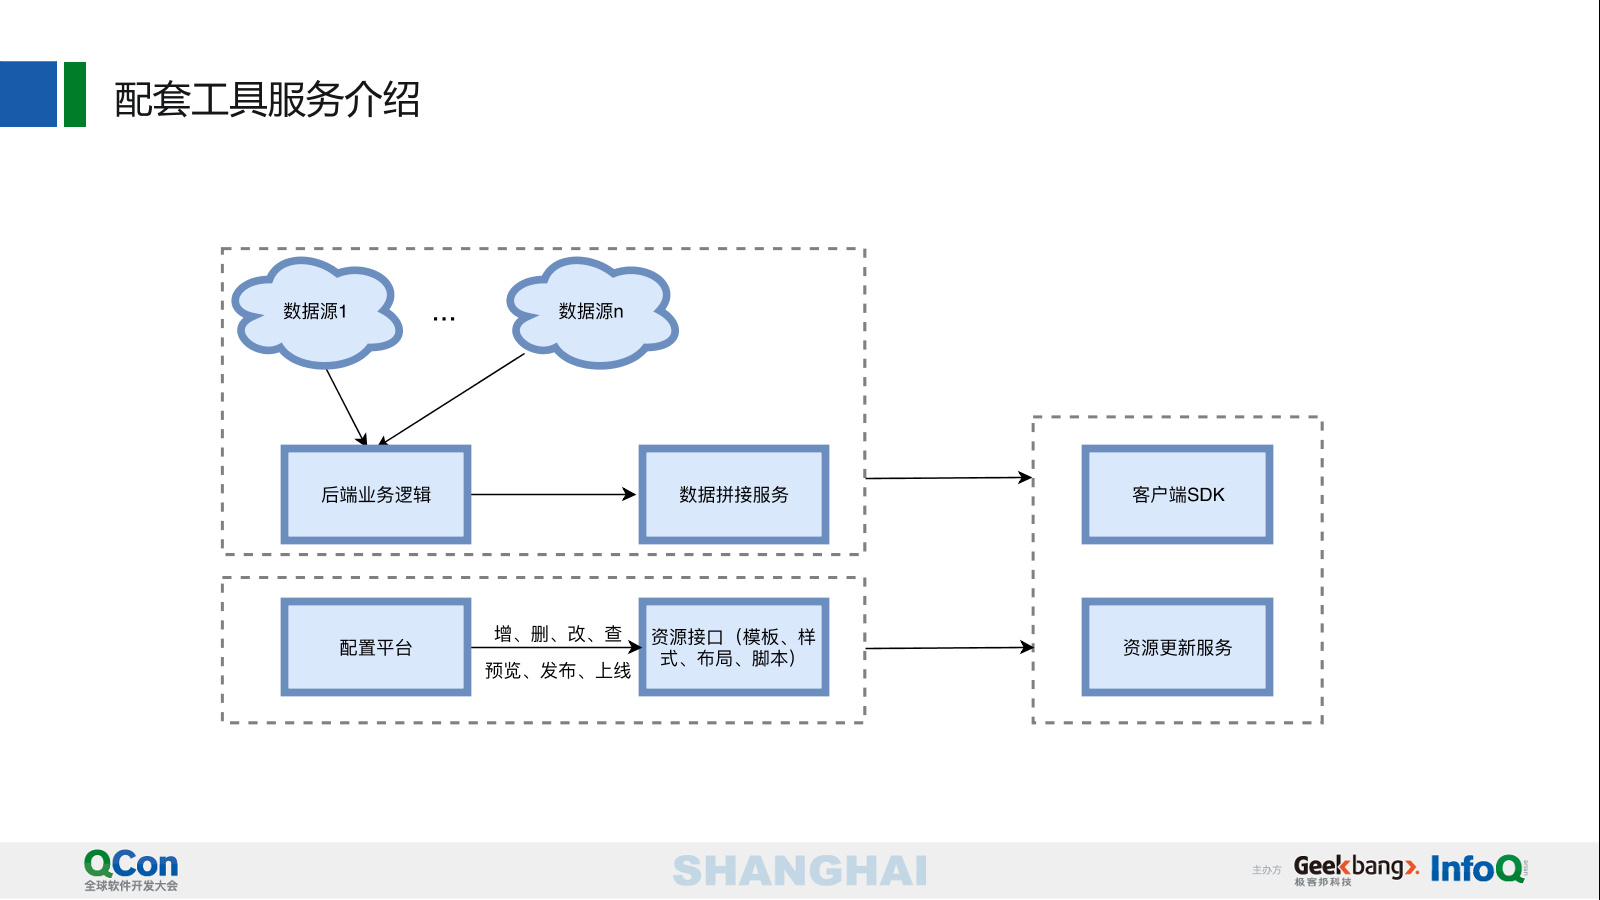 配套工具服务介绍
数据源1
...
数据源n
后端业务逻辑
数据拼接服务
客户端SDK
配置平台
增、删、改、查
预览、发布、上线
资源接口（模板、样
式、布局、脚本）
资源更新服务
QCon
全球软件开发大会
SHANGHAI
主办方
Geekbang>.
极客邦科技
InfoQ